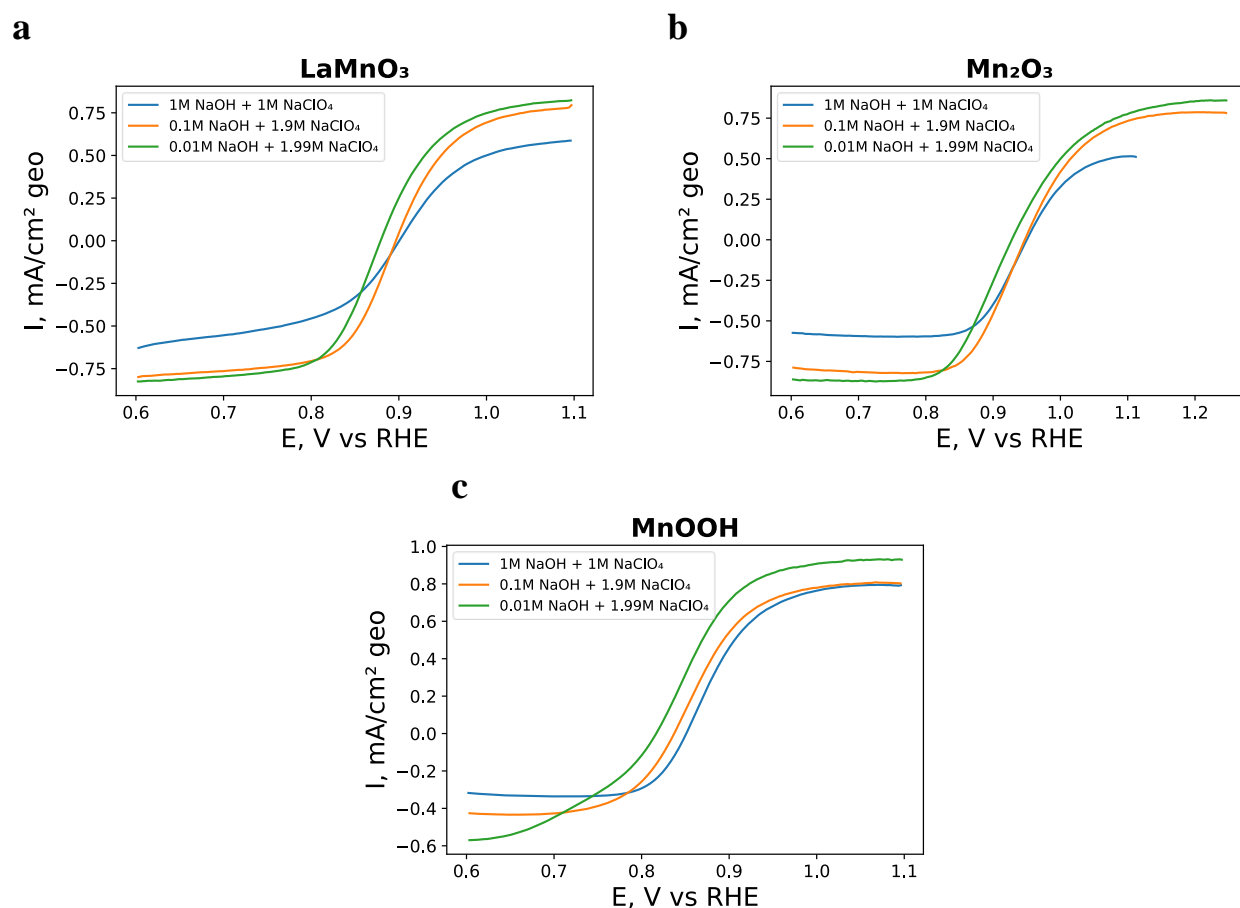 a
LaMnO₃
1M NaOH + 1M NaClO₄
0.1M NaOH + 1.9M NaClO₄
0.01M NaOH + 1.99M NaClO₄
I, mA/cm² geo
0.75
0.50
0.25
0.00
−0.25
−0.50
−0.75
0.6 0.7 0.8 0.9 1.0 1.1
E, V vs RHE
b
Mn₂O₃
1M NaOH + 1M NaClO₄
0.1M NaOH + 1.9M NaClO₄
0.01M NaOH + 1.99M NaClO₄
I, mA/cm² geo
0.75
0.50
0.25
0.00
−0.25
−0.50
−0.75
0.6 0.7 0.8 0.9 1.0 1.1 1.2
E, V vs RHE
c
MnOOH
1M NaOH + 1M NaClO₄
0.1M NaOH + 1.9M NaClO₄
0.01M NaOH + 1.99M NaClO₄
I, mA/cm² geo
1.0
0.8
0.6
0.4
0.2
0.0
−0.2
−0.4
−0.6
0.6 0.7 0.8 0.9 1.0 1.1
E, V vs RHE